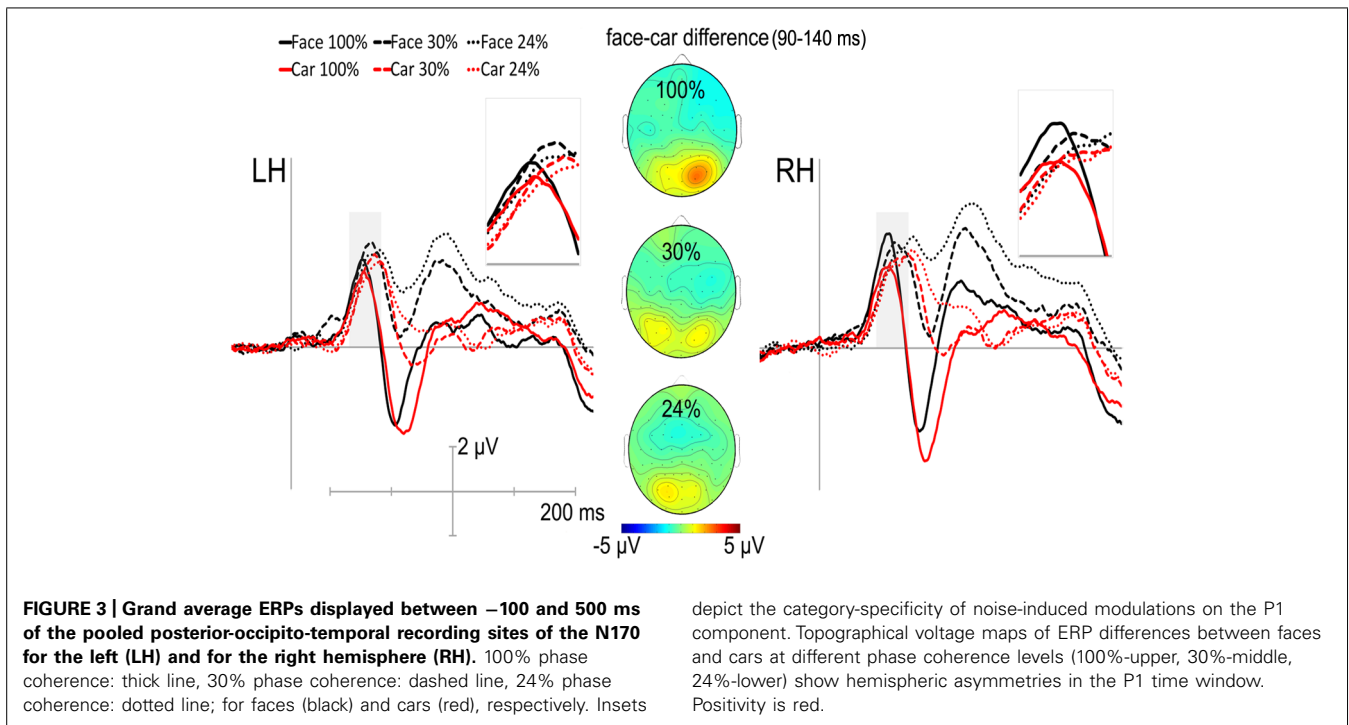 Face 100% Face 30% Face 24%
Car 100% Car 30% Car 24%
face-car difference (90-140 ms)
100%
LH
RH
30%
24%
2 µV
200 ms
-5 µV 5 µV
FIGURE 3 | Grand average ERPs displayed between −100 and 500 ms
of the pooled posterior-occipito-temporal recording sites of the N170
for the left (LH) and for the right hemisphere (RH). 100% phase
coherence: thick line, 30% phase coherence: dashed line, 24% phase
coherence: dotted line; for faces (black) and cars (red), respectively. Insets
depict the category-specificity of noise-induced modulations on the P1
component. Topographical voltage maps of ERP differences between faces
and cars at different phase coherence levels (100%-upper, 30%-middle,
24%-lower) show hemispheric asymmetries in the P1 time window.
Positivity is red.